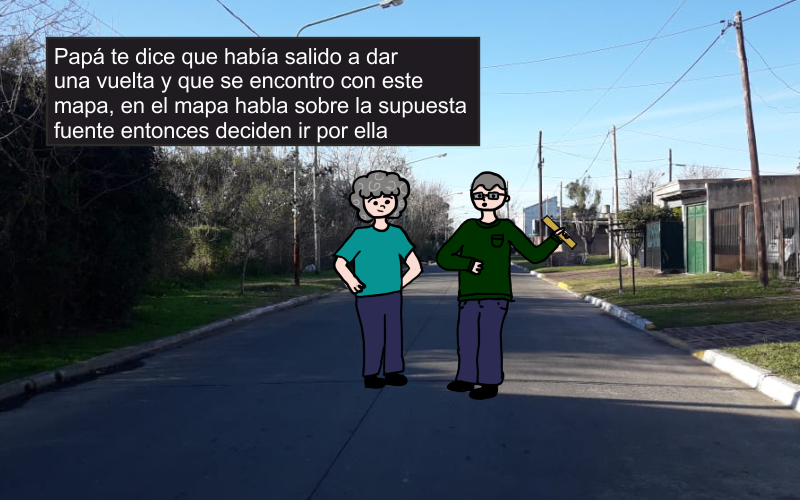 Papá te dice que había salido a dar
una vuelta y que se encontro con este
mapa, en el mapa habla sobre la supuesta
fuente entonces deciden ir por ella